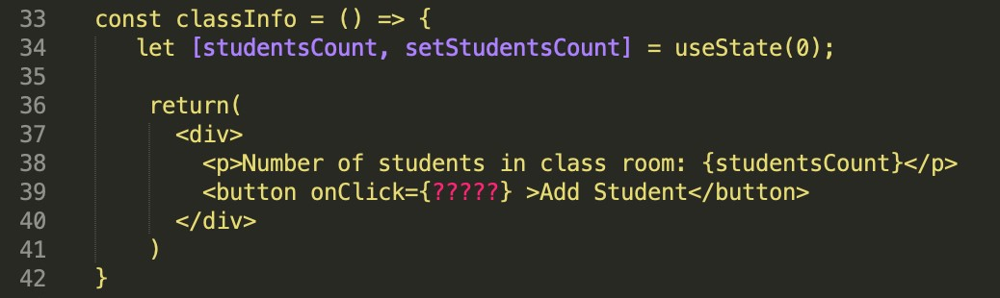 33 const classInfo = () => {
34 let [studentsCount, setStudentsCount] = useState(0);
35
36 return(
37 <div>
38 <p>Number of students in class room: {studentsCount}</p>
39 <button onClick={?????} >Add Student</button>
40 </div>
41 )
42 }